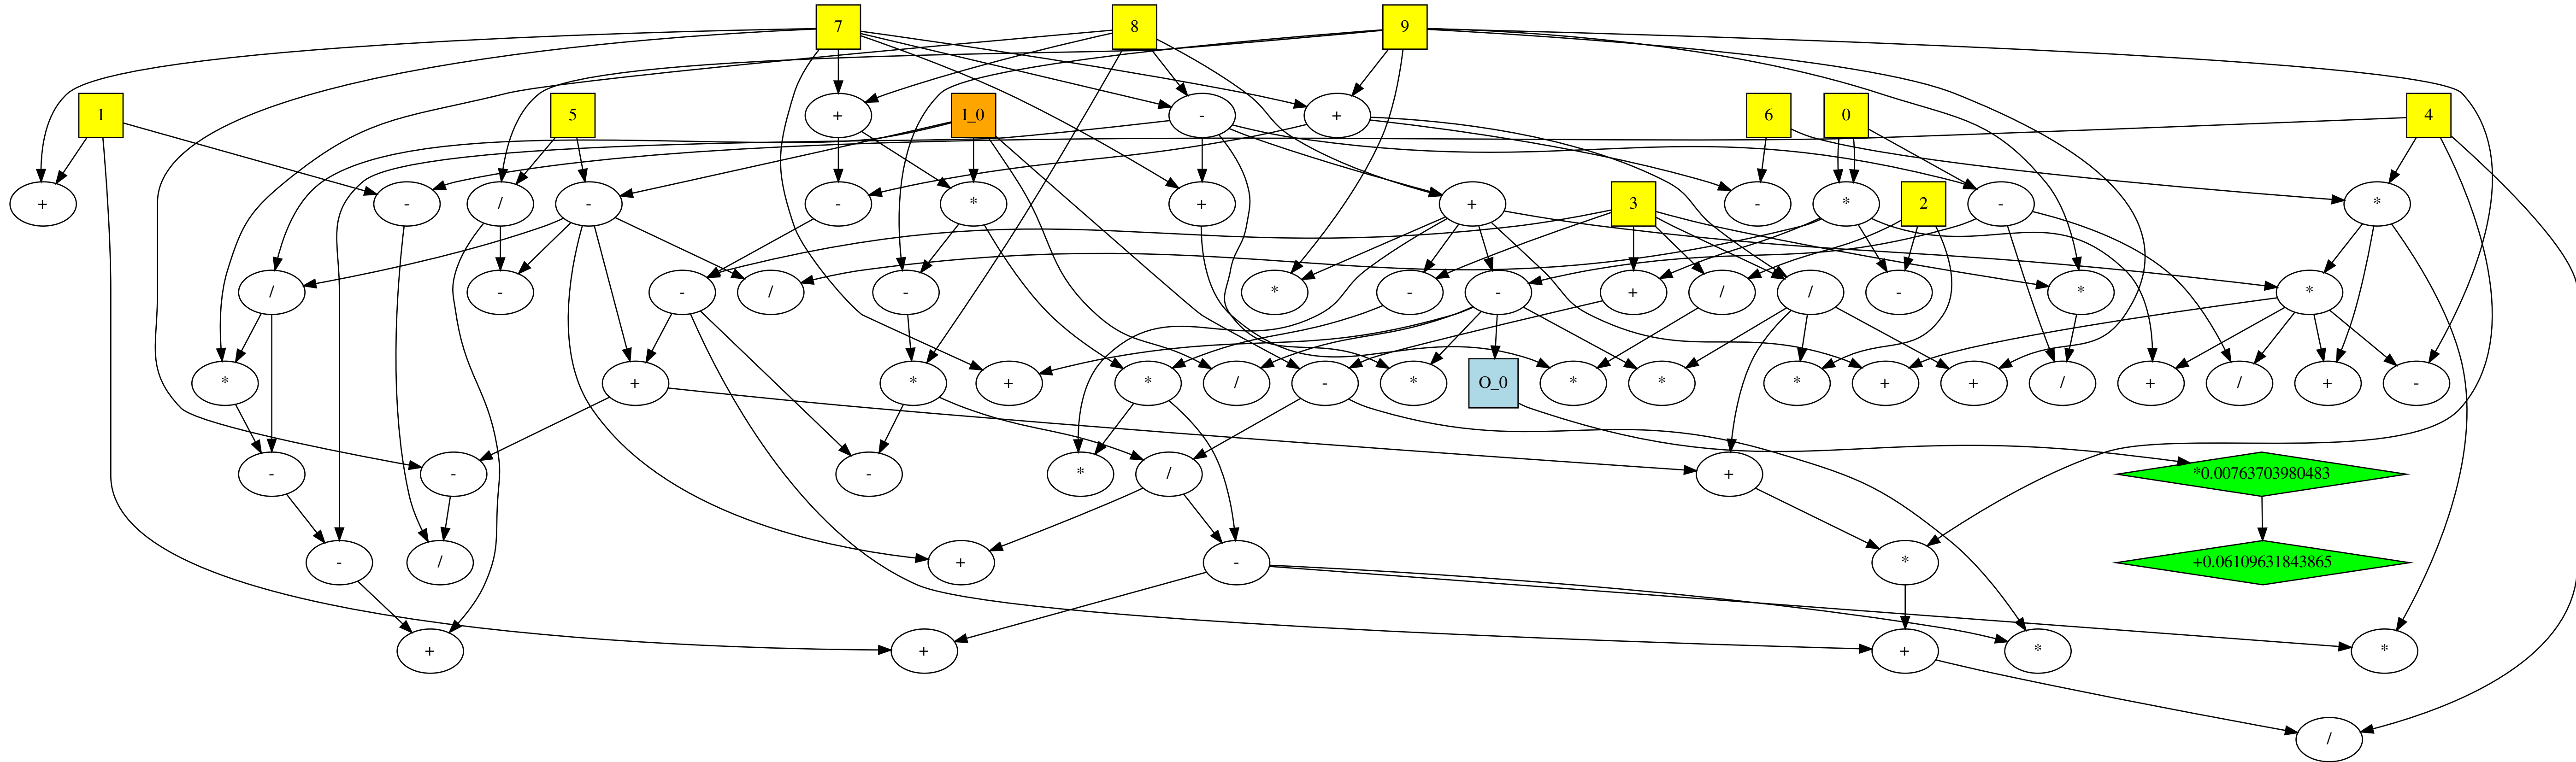 7 8 9
1 5 I_0 + - + 6 0 4
+ - / - - * + + 3 - * 2 - *
/ - - / - * - - + / / - * *
* + * + * / - * O_0 * * * + + / + / + -
- - - * / + *0.00763703980483
- / + - * +0.06109631843865
+ + + * *
/